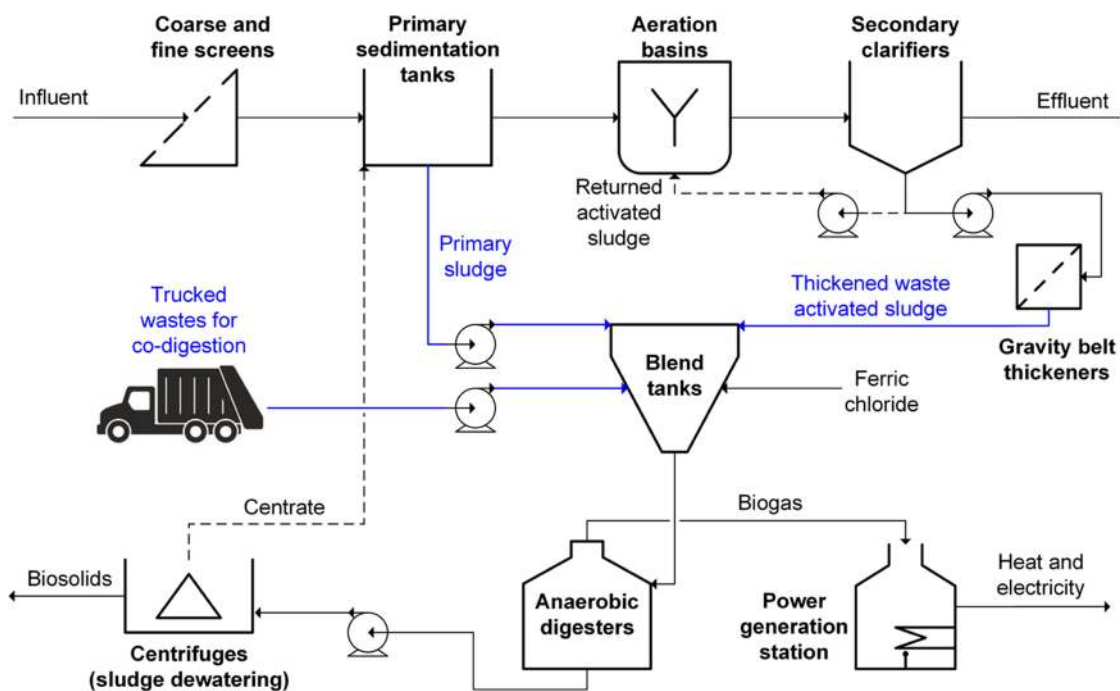 Coarse and
fine screens
Primary
sedimentation
tanks
Aeration
basins
Secondary
clarifiers
Influent
Effluent
Returned
activated
sludge
Primary
sludge
Trucked
wastes for
co-digestion
Thickened waste
activated sludge
Gravity belt
thickeners
Blend
tanks
Ferric
chloride
Centrate
Biogas
Biosolids
Heat and
electricity
Anaerobic
digesters
Power
generation
station
Centrifuges
(sludge dewatering)